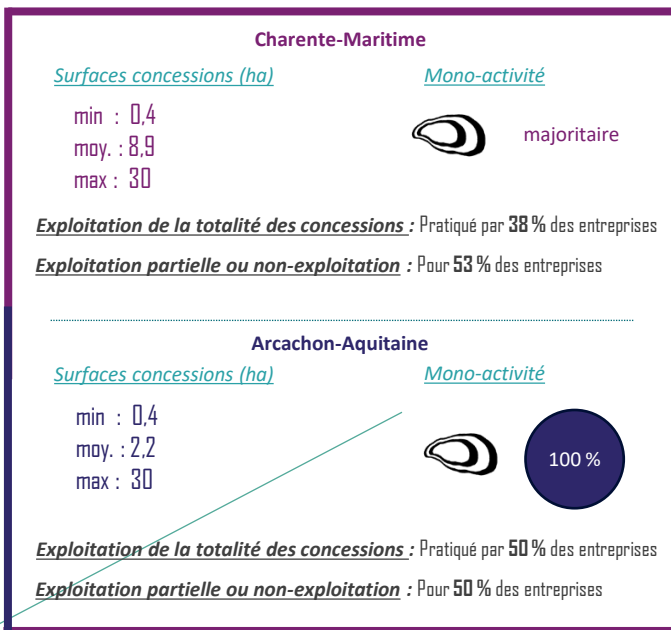 Charente-Maritime
Surfaces concessions (ha)
Mono-activité
min : 0,4
moy. : 8,9
max : 30
majoritaire
Exploitation de la totalité des concessions : Pratiqué par 38 % des entreprises
Exploitation partielle ou non-exploitation : Pour 53 % des entreprises
Arcachon-Aquitaine
Surfaces concessions (ha)
Mono-activité
min : 0,4
moy. : 2,2
max : 30
100 %
Exploitation de la totalité des concessions : Pratiqué par 50 % des entreprises
Exploitation partielle ou non-exploitation : Pour 50 % des entreprises